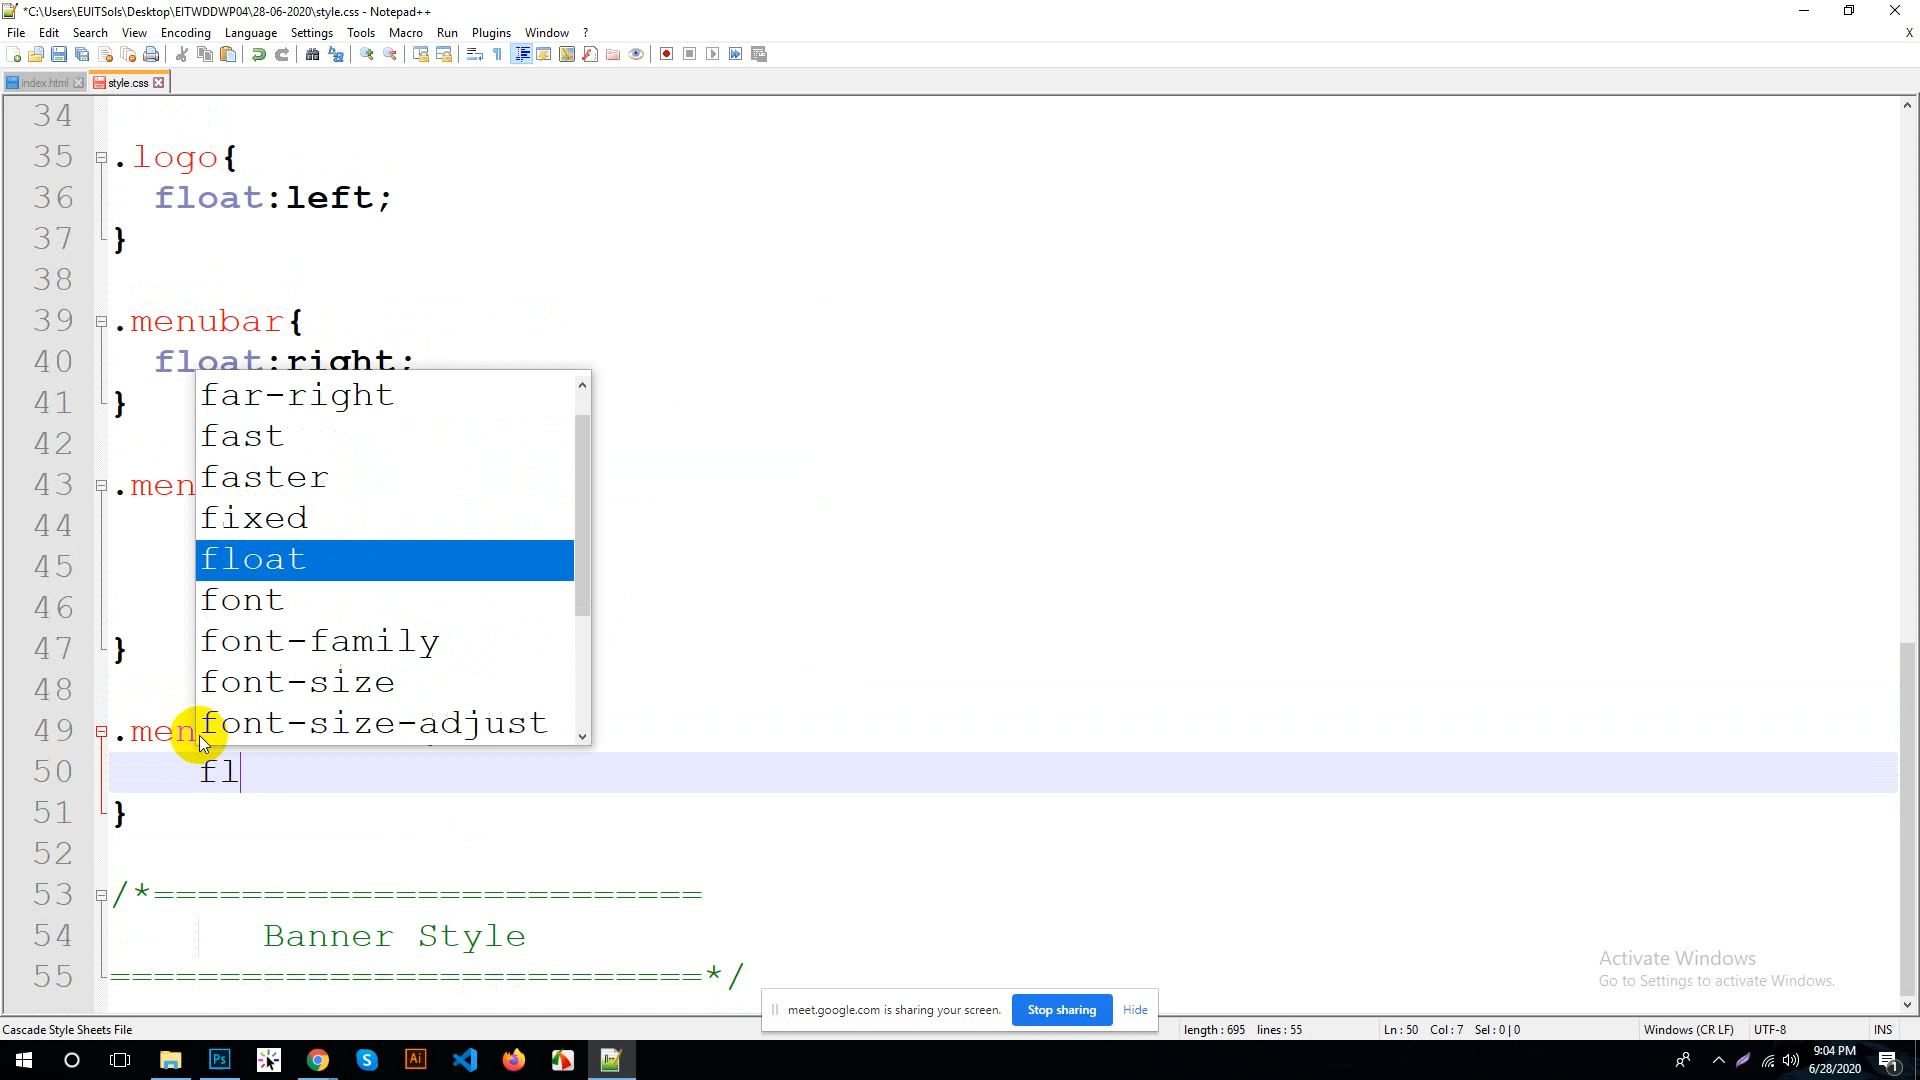 *C:\Users\EUITSols\Desktop\EITWDDWP04\28-06-2020\style.css - Notepad++
File Edit Search View Encoding Language Settings Tools Macro Run Plugins Window ? X
index.html style.css
34
35 .logo{
36 float:left;
37 }
38
39 .menubar{
40 float:right;
41 }
42
43 .men
44
45
46
47 }
48
49 .men
50 fl
51 }
52
53 /*=========================
54 Banner Style
55 ===========================*/
far-right
fast
faster
fixed
float
font
font-family
font-size
font-size-adjust
Activate Windows
Go to Settings to activate Windows.
meet.google.com is sharing your screen. Stop sharing Hide
Cascade Style Sheets File length : 695 lines : 55 Ln : 50 Col : 7 Sel : 0 | 0 Windows (CR LF) UTF-8 INS
Ps Ai
9:04 PM
6/28/2020
1